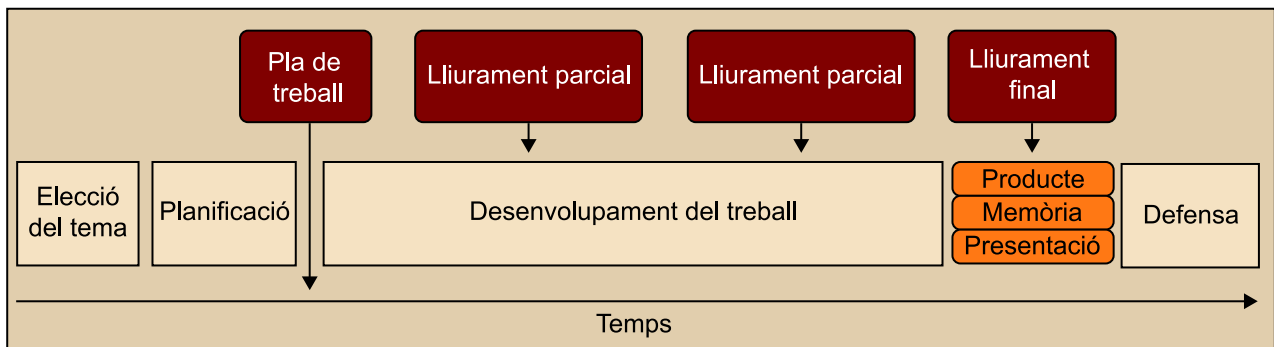 Pla de
treball
Lliurament parcial
Lliurament parcial
Lliurament
final
Elecció
del tema
Planificació
Desenvolupament del treball
Producte
Memòria
Presentació
Defensa
Temps